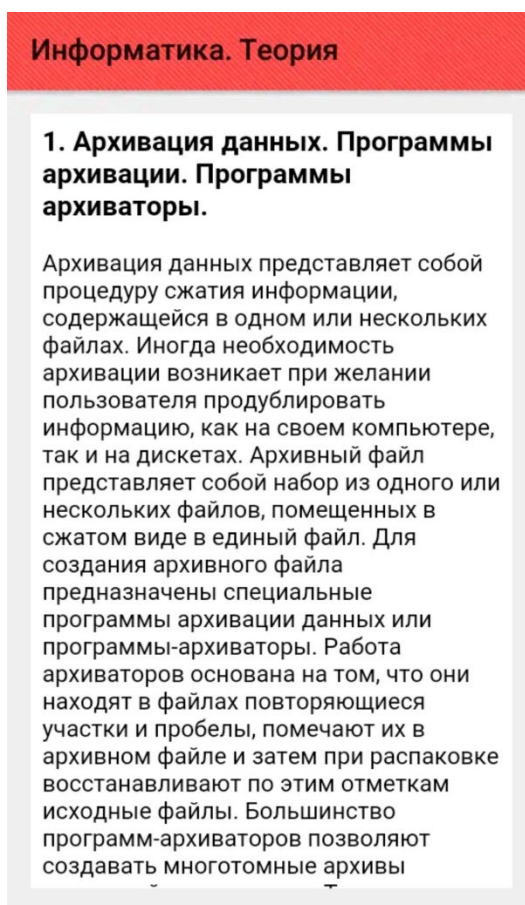 Информатика. Теория
1. Архивация данных. Программы
архивации. Программы
архиваторы.
Архивация данных представляет собой
процедуру сжатия информации,
содержащейся в одном или нескольких
файлах. Иногда необходимость
архивации возникает при желании
пользователя продублировать
информацию, как на своем компьютере,
так и на дискетах. Архивный файл
представляет собой набор из одного или
нескольких файлов, помещенных в
сжатом виде в единый файл. Для
создания архивного файла
предназначены специальные
программы архивации данных или
программы-архиваторы. Работа
архиваторов основана на том, что они
находят в файлах повторяющиеся
участки и пробелы, помечают их в
архивном файле и затем при распаковке
восстанавливают по этим отметкам
исходные файлы. Большинство
программ-архиваторов позволяют
создавать многотомные архивы